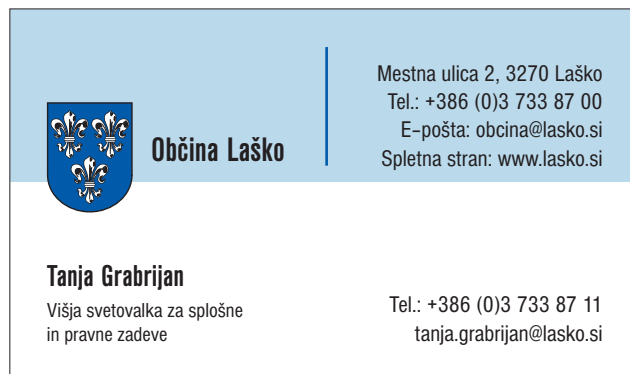 Občina Laško
Mestna ulica 2, 3270 Laško
Tel.: +386 (0)3 733 87 00
E-pošta: obcina@lasko.si
Spletna stran: www.lasko.si
Tanja Grabrijan
Višja svetovalka za splošne
in pravne zadeve
Tel.: +386 (0)3 733 87 11
tanja.grabrijan@lasko.si